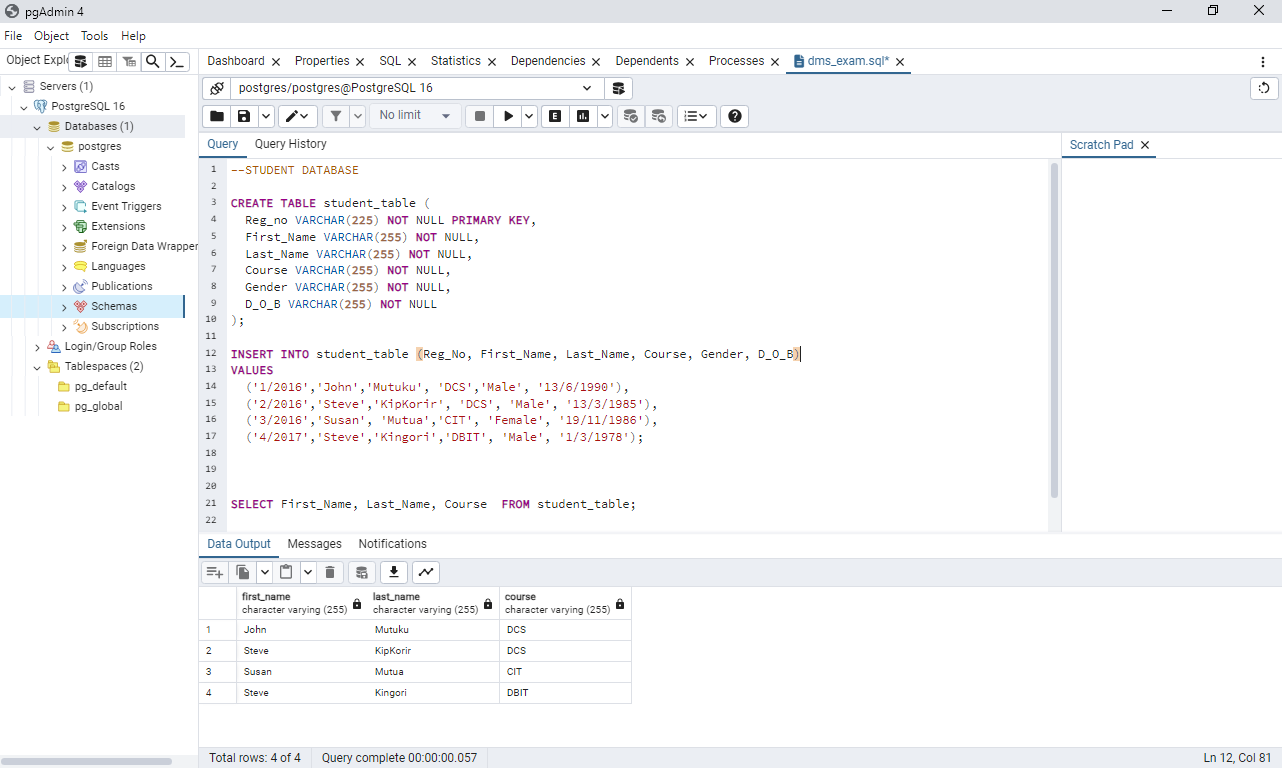 pgAdmin 4
File Object Tools Help
Object Explo
Dashboard Properties SQL Statistics Dependencies Dependents Processes dms_exam.sql*
Servers (1)
PostgreSQL 16
Databases (1)
postgres
Casts
Catalogs
Event Triggers
Extensions
Foreign Data Wrapper
Languages
Publications
Schemas
Subscriptions
Login/Group Roles
Tablespaces (2)
pg_default
pg_global
postgres/postgres@PostgreSQL 16
No limit
Query Query History
Scratch Pad
1 --STUDENT DATABASE
2
3 CREATE TABLE student_table (
4 Reg_no VARCHAR(225) NOT NULL PRIMARY KEY,
5 First_Name VARCHAR(255) NOT NULL,
6 Last_Name VARCHAR(255) NOT NULL,
7 Course VARCHAR(255) NOT NULL,
8 Gender VARCHAR(255) NOT NULL,
9 D_O_B VARCHAR(255) NOT NULL
10 );
11
12 INSERT INTO student_table (Reg_No, First_Name, Last_Name, Course, Gender, D_O_B)
13 VALUES
14 ('1/2016','John','Mutuku', 'DCS','Male', '13/6/1990'),
15 ('2/2016','Steve','KipKorir', 'DCS', 'Male', '13/3/1985'),
16 ('3/2016','Susan', 'Mutua','CIT', 'Female', '19/11/1986'),
17 ('4/2017','Steve','Kingori','DBIT', 'Male', '1/3/1978');
18
19
20
21 SELECT First_Name, Last_Name, Course FROM student_table;
22
Data Output Messages Notifications
first_name last_name course
character varying (255) character varying (255) character varying (255)
1 John Mutuku DCS
2 Steve KipKorir DCS
3 Susan Mutua CIT
4 Steve Kingori DBIT
Total rows: 4 of 4 Query complete 00:00:00.057 Ln 12, Col 81